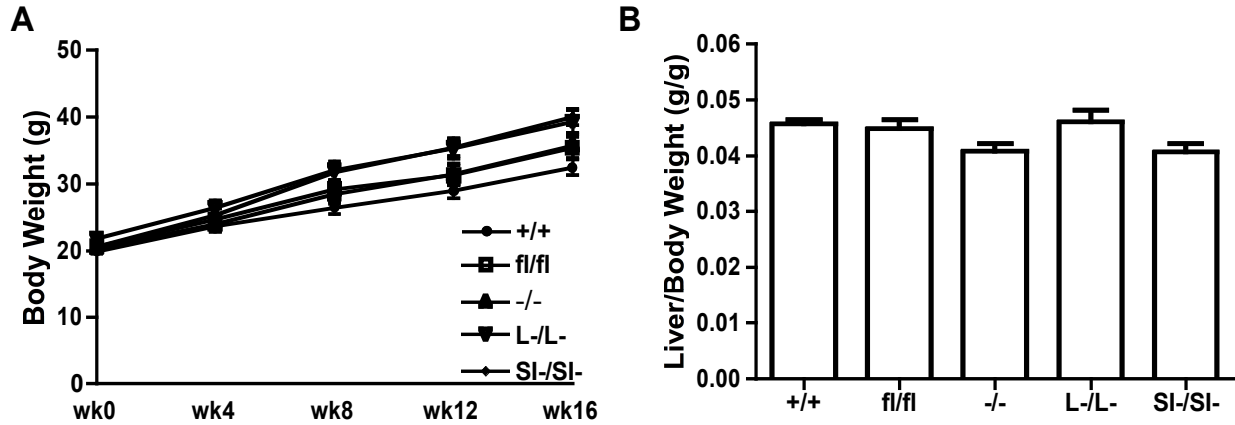 A
Body Weight (g)
50
40
30
20
10
0
wk0 wk4 wk8 wk12 wk16
+/+
fl/fl
-/-
L-/L-
SI-/SI-
B
Liver/Body Weight (g/g)
0.06
0.05
0.04
0.03
0.02
0.01
0.00
+/+ fl/fl -/- L-/L- SI-/SI-